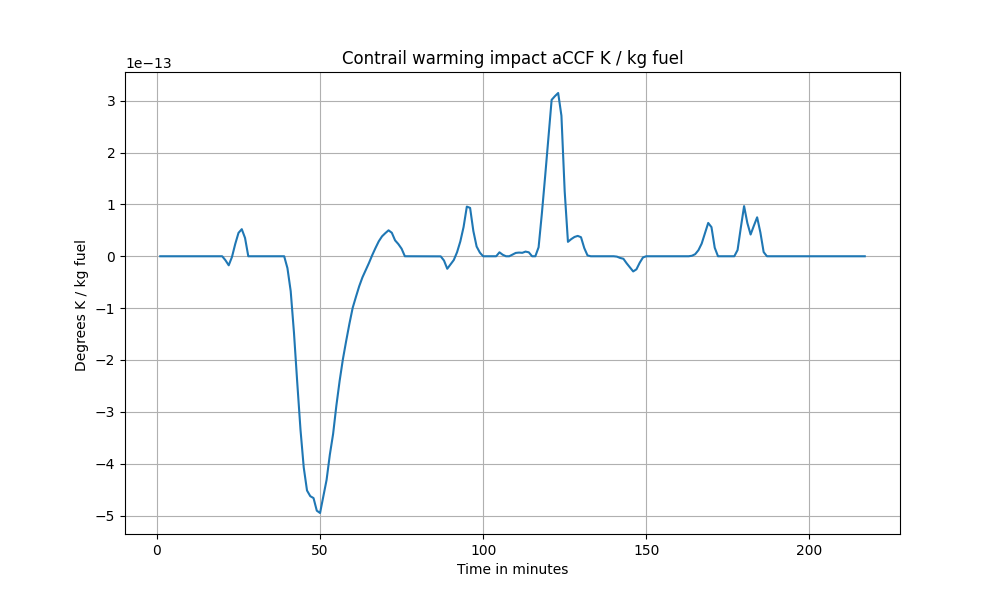 Contrail warming impact aCCF K / kg fuel
1e−13
3
2
1
0
−1
−2
−3
−4
−5
Degrees K / kg fuel
0 50 100 150 200
Time in minutes